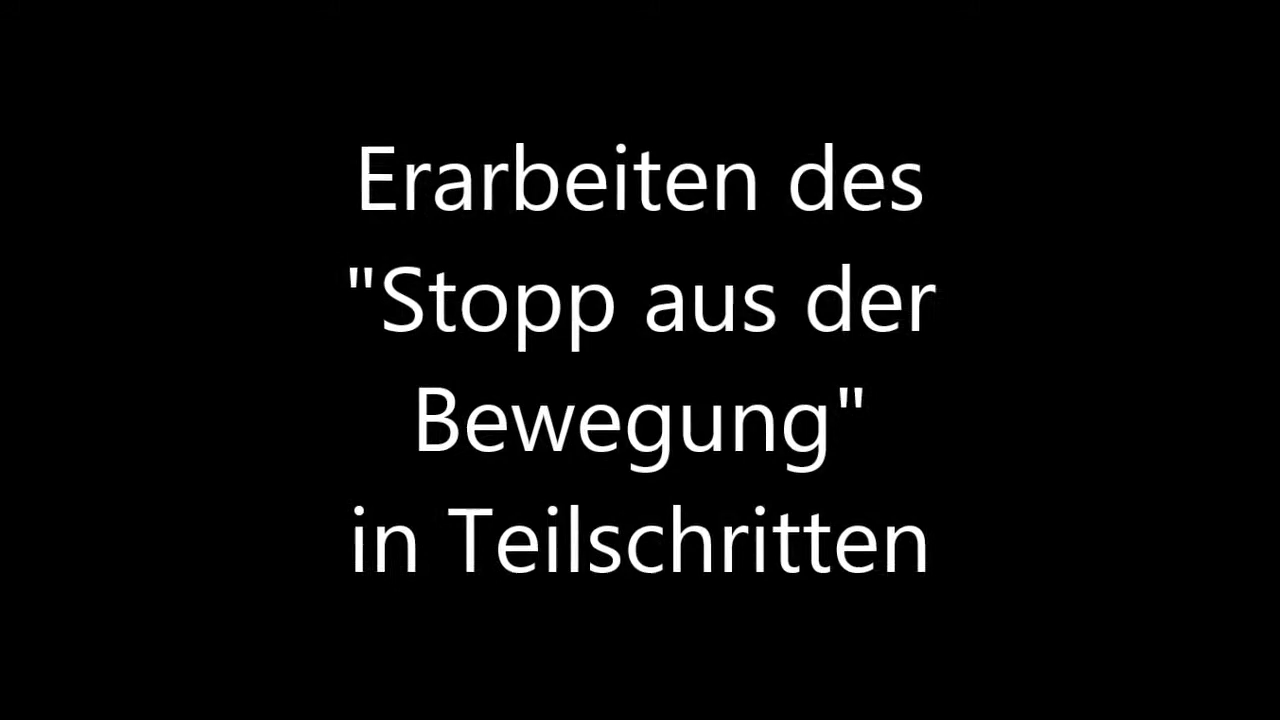 Erarbeiten des
"Stopp aus der
Bewegung"
in Teilschritten